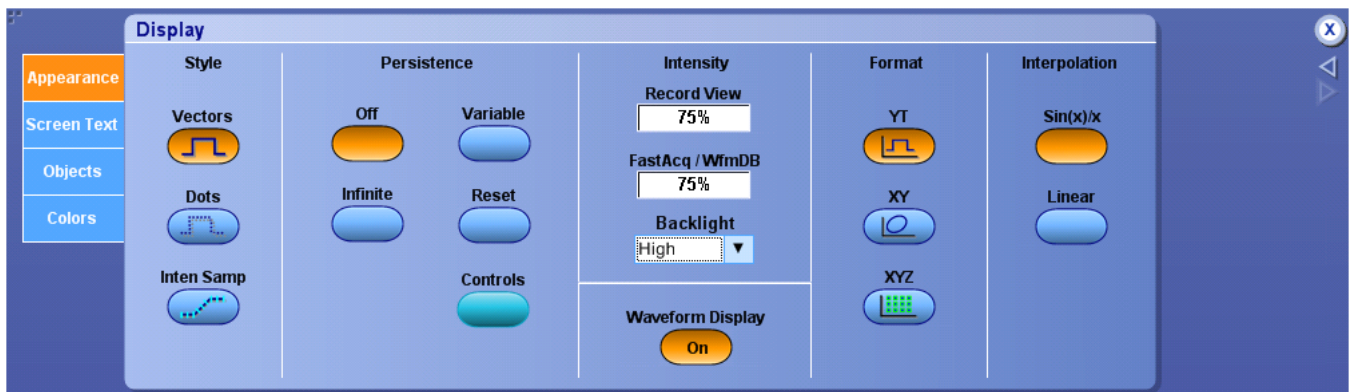 Display
X
Appearance
Screen Text
Objects
Colors
Style
Vectors
Dots
Inten Samp
Persistence
Off
Variable
Infinite
Reset
Controls
Intensity
Record View
75%
FastAcq / WfmDB
75%
Backlight
High
Waveform Display
On
Format
YT
XY
XYZ
Interpolation
Sin(x)/x
Linear